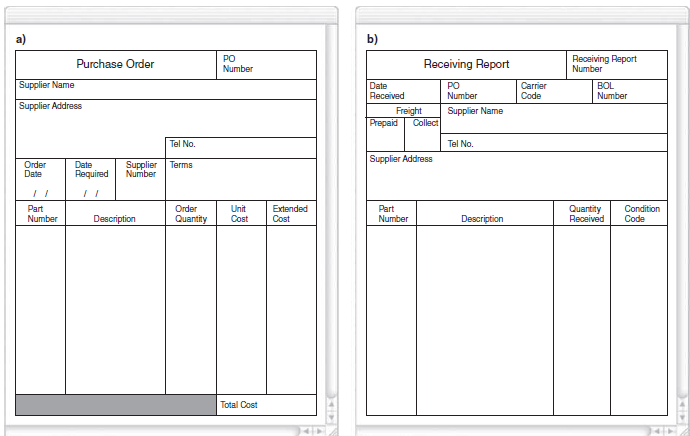 a)
Purchase Order
PO
Number
Supplier Name
Supplier Address
Tel No.
Order
Date
/ /
Date
Required
/ /
Supplier
Number
Terms
Part
Number
Description
Order
Quantity
Unit
Cost
Extended
Cost
Total Cost
b)
Receiving Report
Receiving Report
Number
Date
Received
PO
Number
Carrier
Code
BOL
Number
Freight
Prepaid
Collect
Supplier Name
Tel No.
Supplier Address
Part
Number
Description
Quantity
Received
Condition
Code